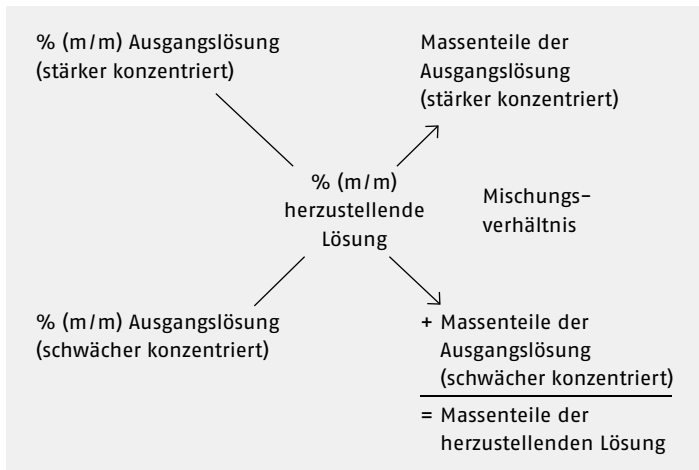 % (m/m) Ausgangslösung
(stärker konzentriert)
Massenteile der
Ausgangslösung
(stärker konzentriert)
% (m/m)
herzustellende
Lösung
Mischungs-
verhältnis
% (m/m) Ausgangslösung
(schwächer konzentriert)
+ Massenteile der
Ausgangslösung
(schwächer konzentriert)
= Massenteile der
herzustellenden Lösung